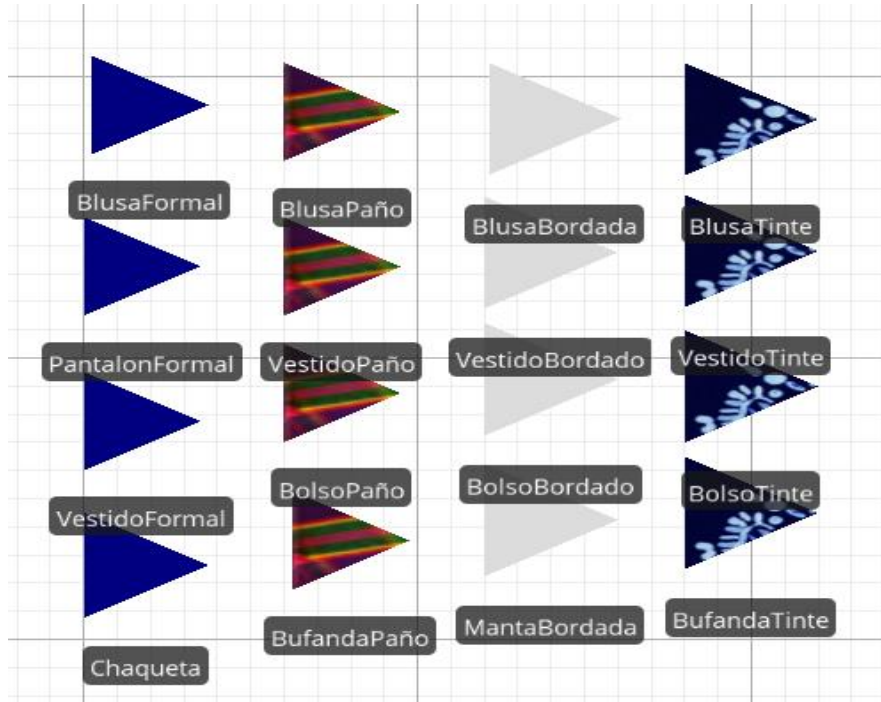 BlusaFormal
BlusaPaño
BlusaBordada
BlusaTinte
PantalonFormal
VestidoPaño
VestidoBordado
VestidoTinte
VestidoFormal
BolsoPaño
BolsoBordado
BolsoTinte
Chaqueta
BufandaPaño
MantaBordada
BufandaTinte